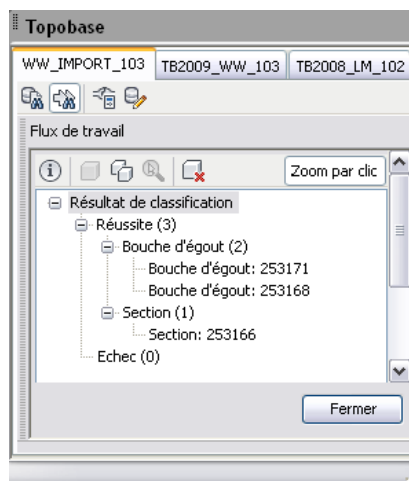 Topobase
WW_IMPORT_103 TB2009_WW_103 TB2008_LM_102
Flux de travail
Zoom par clic
Résultat de classification
Réussite (3)
Bouche d'égout (2)
Bouche d'égout: 253171
Bouche d'égout: 253168
Section (1)
Section: 253166
Echec (0)
Fermer